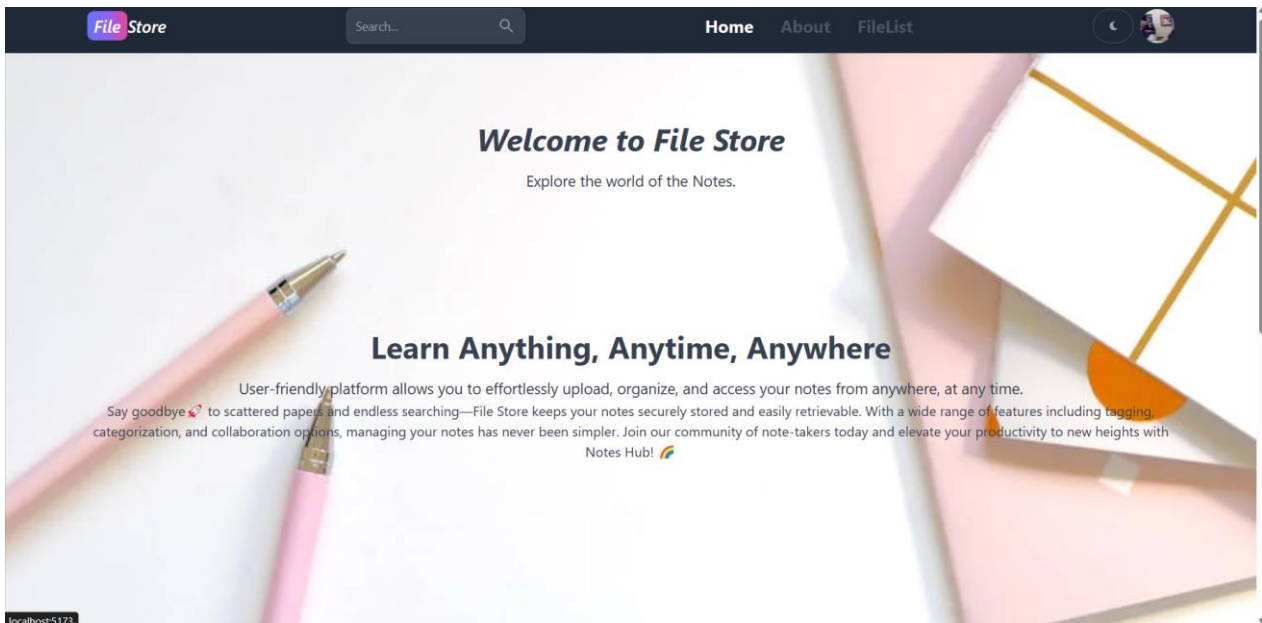 File Store
Search...
Home About FileList
Welcome to File Store
Explore the world of the Notes.
Learn Anything, Anytime, Anywhere
User-friendly platform allows you to effortlessly upload, organize, and access your notes from anywhere, at any time.
Say goodbye🚀 to scattered papers and endless searching—File Store keeps your notes securely stored and easily retrievable. With a wide range of features including tagging,
categorization, and collaboration options, managing your notes has never been simpler. Join our community of note-takers today and elevate your productivity to new heights with
Notes Hub! 🌈
localhost:5173